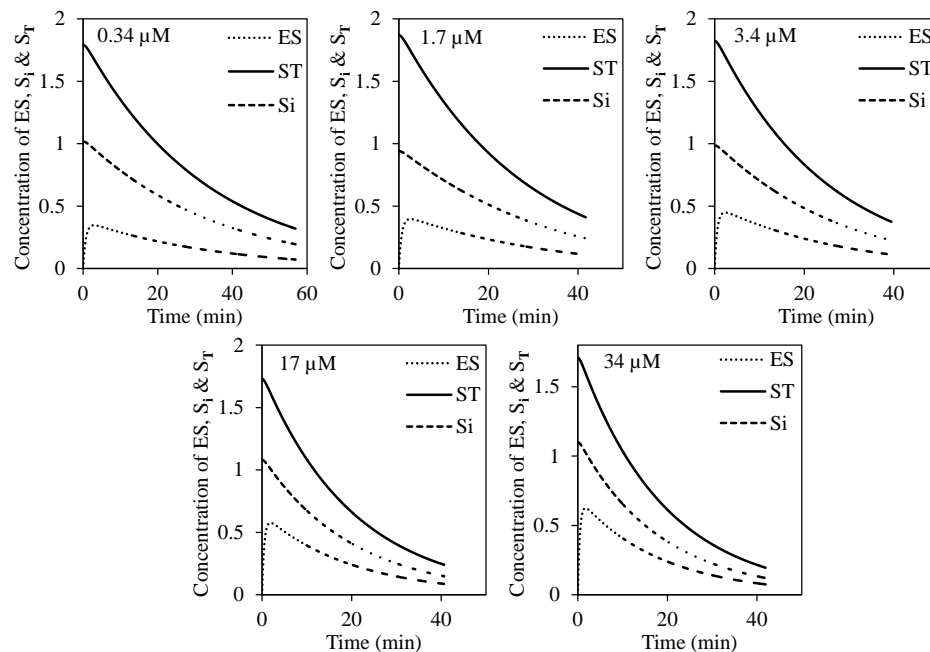 Concentration of ES, Si & ST
2
1.5
1
0.5
0
0.34 µM
ES
ST
Si
0 20 40 60
Time (min)
Concentration of ES, Si & ST
2
1.5
1
0.5
0
1.7 µM
ES
ST
Si
0 20 40
Time (min)
Concentration of ES, Si & ST
2
1.5
1
0.5
0
3.4 µM
ES
ST
Si
0 20 40
Time (min)
Concentration of ES, Si & ST
2
1.5
1
0.5
0
17 µM
ES
ST
Si
0 20 40
Time (min)
Concentration of ES, Si & ST
1.5
1
0.5
0
34 µM
ES
ST
Si
0 20 40
Time (min)